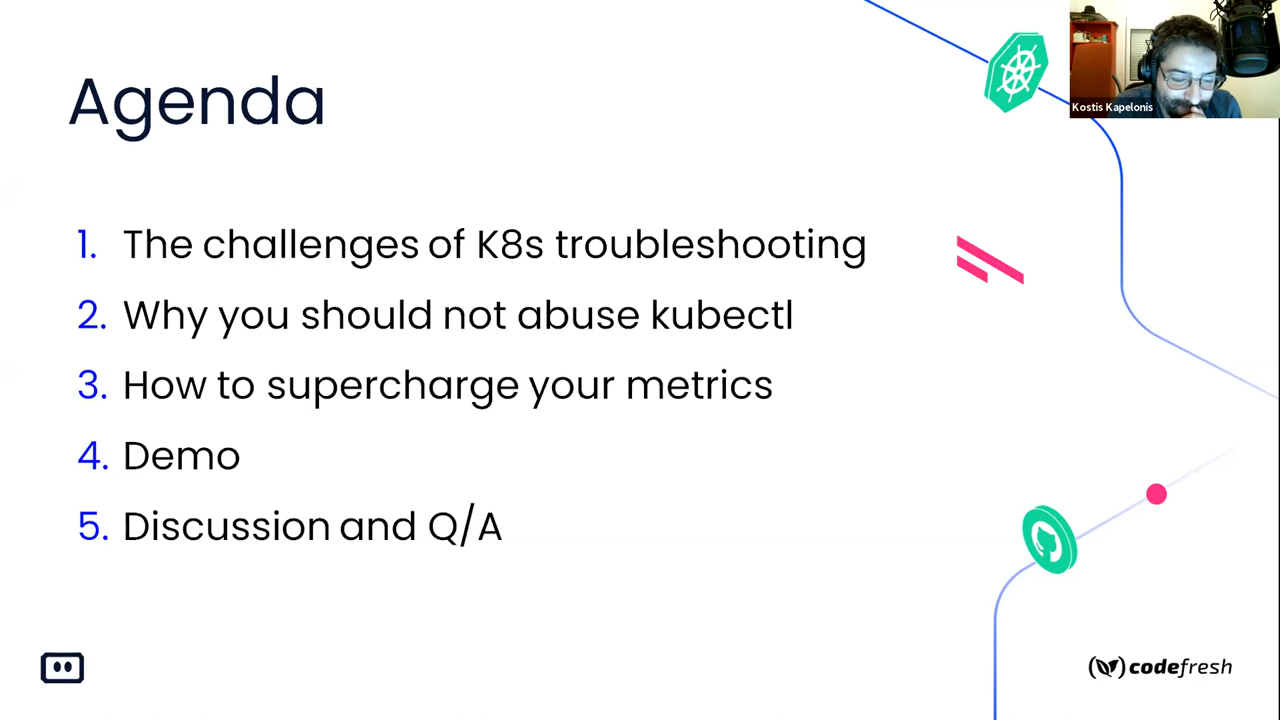 Agenda
Kostis Kapelonis
1. The challenges of K8s troubleshooting
2. Why you should not abuse kubectl
3. How to supercharge your metrics
4. Demo
5. Discussion and Q/A
codefresh